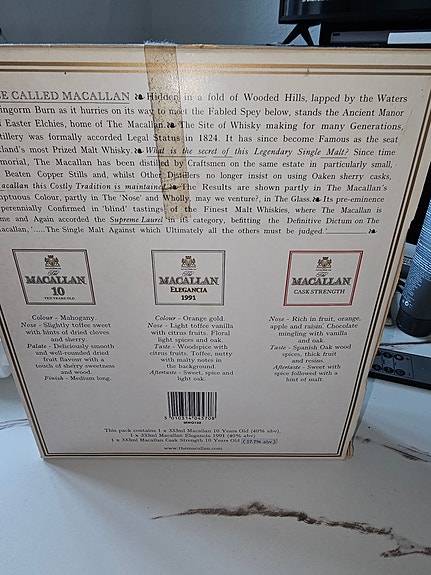 E CALLED MACALLAN ❧ Hidden in a fold of Wooded Hills, lapped by the Waters
ingorm Burn as it hurries on its way to meet the Fabled Spey below, stands the Ancient Manor
Easter Elchies, home of The Macallan. ❧ The Site of Whisky making for many Generations,
tillery was formally accorded Legal Status in 1824. It has since become Famous as the Seat
tland's most Prized Malt Whisky. ❧ What is the secret of this Legendary Single Malt? Since time
morial, The Macallan has been distilled by Craftsmen on the same estate in particularly small,
Beaten Copper Stills and, whilst Other Distillers no longer insist on using Oaken sherry casks,
acallan this Costly Tradition is maintained. ❧ The Results are shown partly in The Macallan's
mptuous Colour, partly in The 'Nose' and Wholly, may we venture?, in The Glass. ❧ Its pre-eminence
perennially Confirmed in 'blind' tastings of the Finest Malt Whiskies, where The Macallan is
me and Again accorded the Supreme Laurel in its category, befitting the Definitive Dictum on The
acallan, '.....The Single Malt Against which Ultimately all the others must be judged.' ❧
The
MACALLAN
10
TEN YEARS OLD
Colour - Mahogany.
Nose - Slightly toffee sweet
with hints of dried cloves
and sherry.
Palate - Deliciously smooth
and well-rounded dried
fruit flavour with a
touch of sherry sweetness
and wood.
Finish - Medium long.
The
MACALLAN
ELEGANCIA
1991
Colour - Orange gold.
Nose - Light toffee vanilla
with citrus fruits. Floral
light spices and oak.
Taste - Woodspice with
citrus fruits. Toffee, nutty
with malty notes in
the background.
Aftertaste - Sweet, spice and
light oak.
The
MACALLAN
CASK STRENGTH
Nose - Rich in fruit, orange,
apple and raisin. Chocolate
mingling with vanilla
and oak.
Taste - Spanish Oak wood
spices, thick fruit
and resins.
Aftertaste - Sweet with
spice followed with a
hint of malt.
5 010314 045708
This pack contains 1 x 333ml Macallan 10 Years Old (40% abv),
1 x 333ml Macallan Elegancia 1991 (40% abv)
and 1 x 333ml Macallan Cask Strength 10 Years Old (57.7% abv)
www.themacallan.com